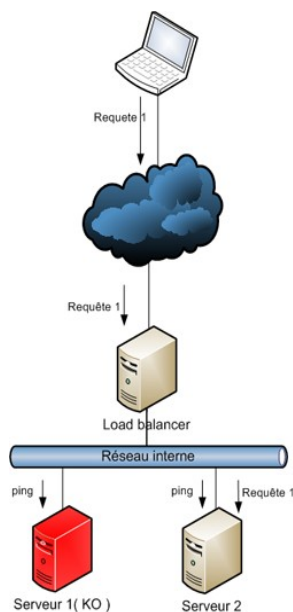 Requete 1
Requête 1
Load balancer
Réseau interne
ping
ping
Requête 1
Serveur 1( KO )
Serveur 2